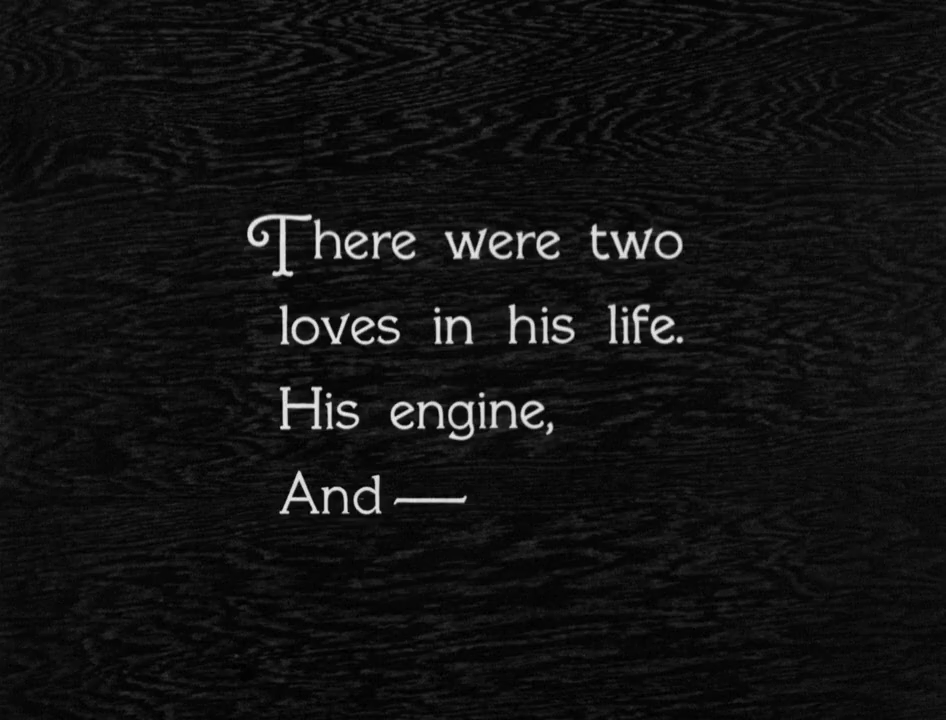 There were two
loves in his life.
His engine,
And —